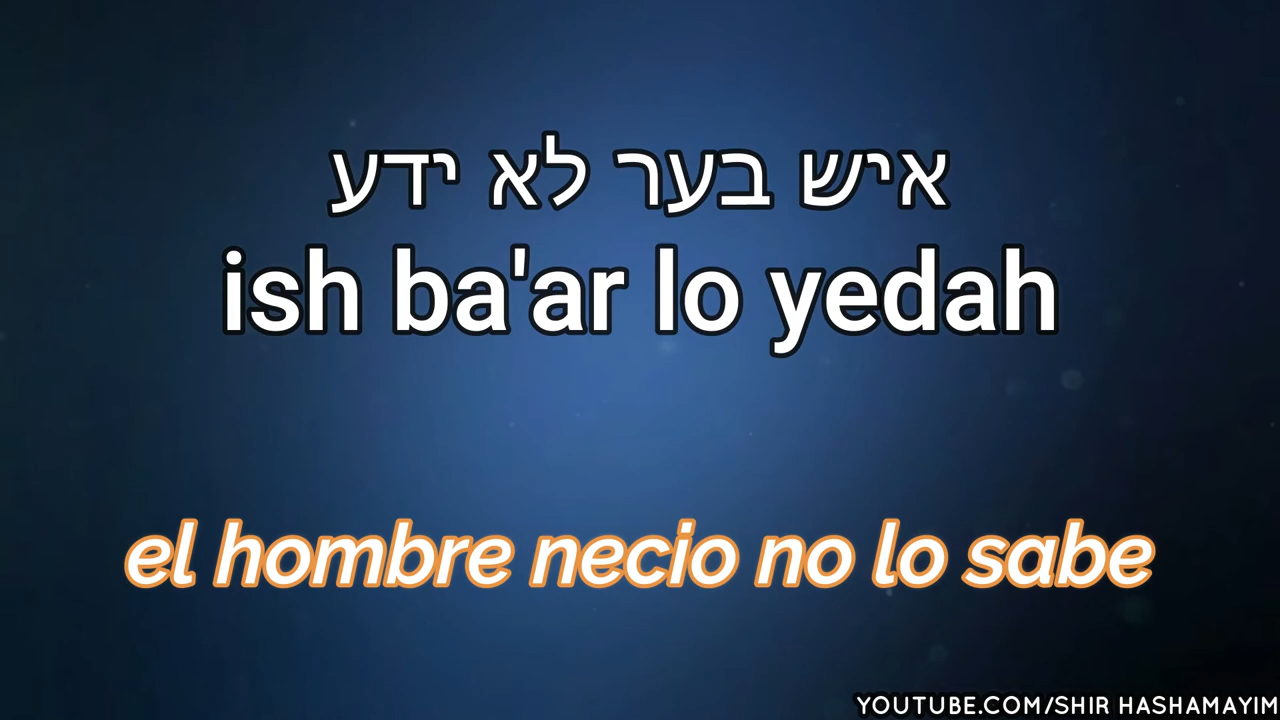 איש בער לא ידע
ish ba'ar lo yedah
el hombre necio no lo sabe
YOUTUBE.COM/SHIR HASHAMAYIM